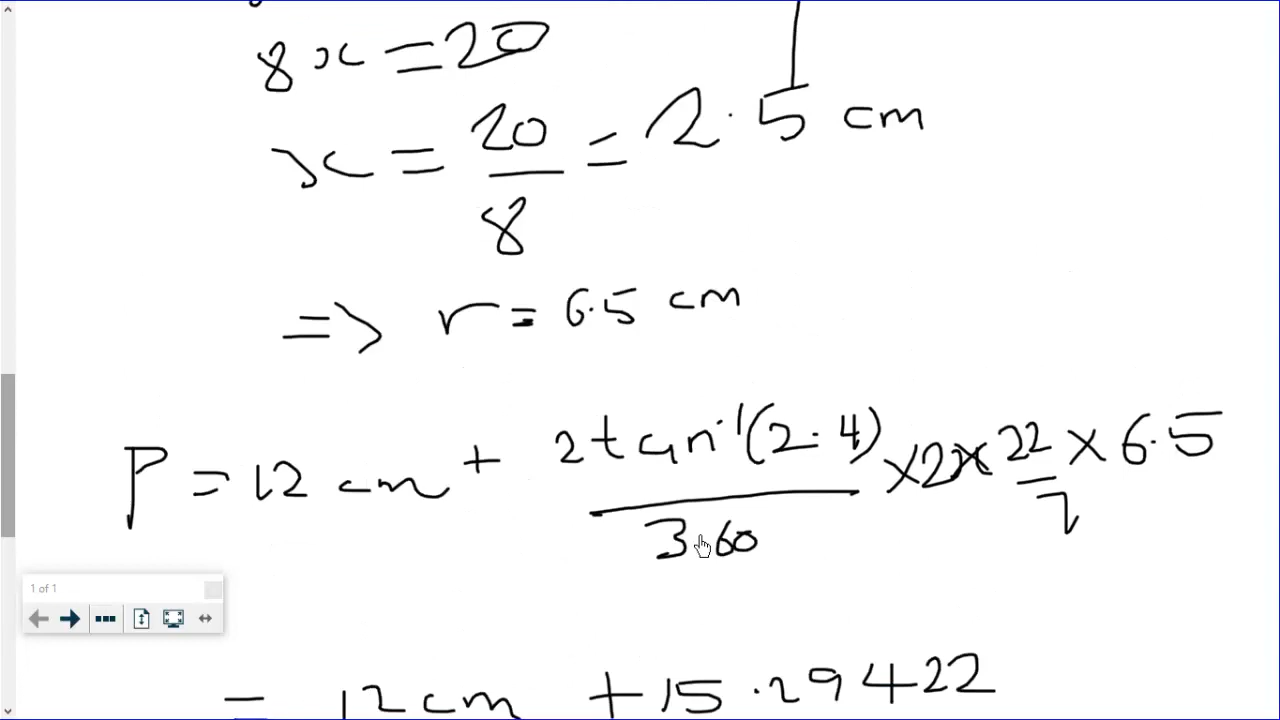 8x = 20
x = 20/8 = 2.5 cm
=> r = 6.5 cm
P = 12 cm + 2tan⁻¹(2.4)/360 × 2 × 22/7 × 6.5
1 of 1
= 12 cm + 15.29422